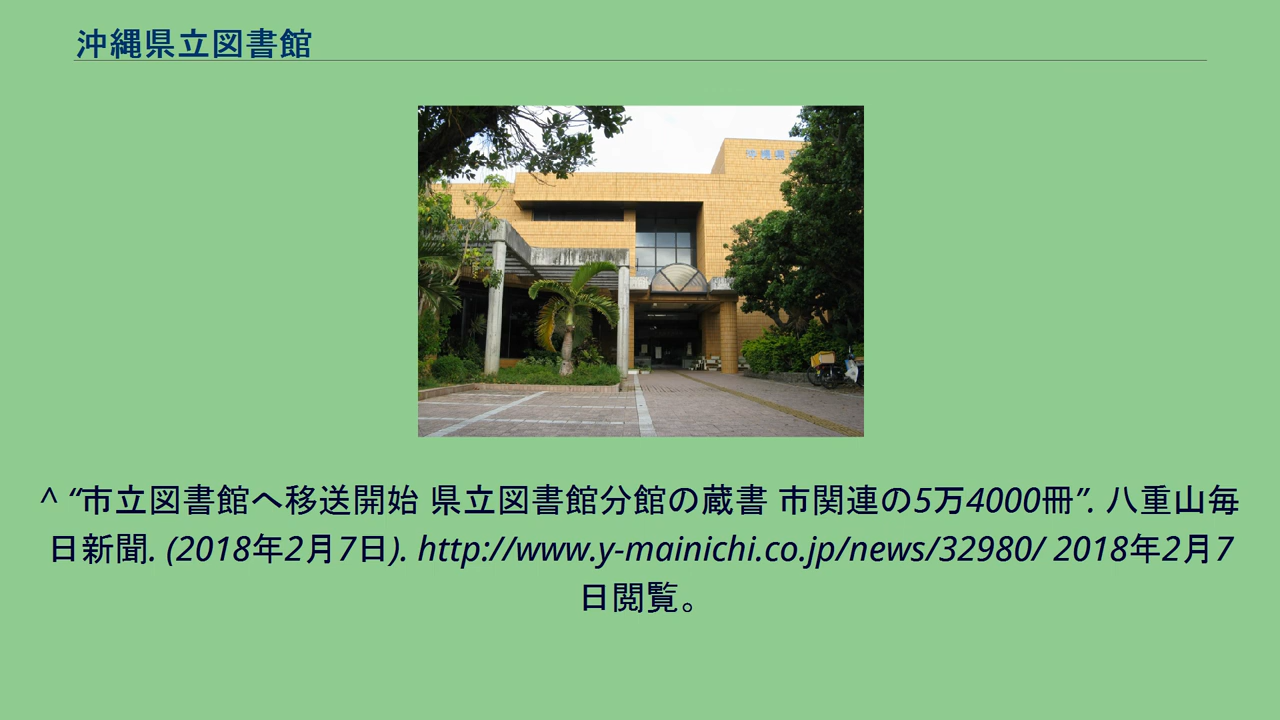 沖縄県立図書館
^ “市立図書館へ移送開始 県立図書館分館の蔵書 市関連の5万4000冊”. 八重山毎
日新聞. (2018年2月7日). http://www.y-mainichi.co.jp/news/32980/ 2018年2月7
日閲覧。